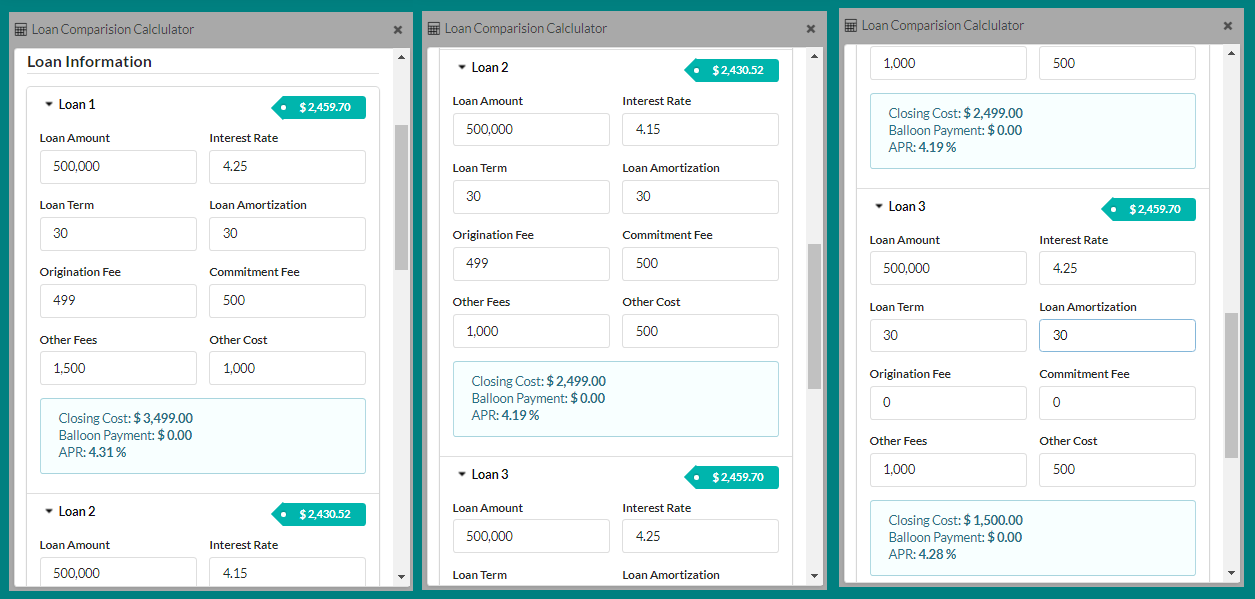 Loan Comparision Calclulator
Loan Information
Loan 1
$ 2,459.70
Loan Amount Interest Rate
500,000 4.25
Loan Term Loan Amortization
30 30
Origination Fee Commitment Fee
499 500
Other Fees Other Cost
1,500 1,000
Closing Cost: $ 3,499.00
Balloon Payment: $ 0.00
APR: 4.31 %
Loan 2
$ 2,430.52
Loan Amount Interest Rate
500,000 4.15
Loan Comparision Calclulator
Loan 2
$ 2,430.52
Loan Amount Interest Rate
500,000 4.15
Loan Term Loan Amortization
30 30
Origination Fee Commitment Fee
499 500
Other Fees Other Cost
1,000 500
Closing Cost: $ 2,499.00
Balloon Payment: $ 0.00
APR: 4.19 %
Loan 3
$ 2,459.70
Loan Amount Interest Rate
500,000 4.25
Loan Term Loan Amortization
Loan Comparision Calclulator
1,000 500
Closing Cost: $ 2,499.00
Balloon Payment: $ 0.00
APR: 4.19 %
Loan 3
$ 2,459.70
Loan Amount Interest Rate
500,000 4.25
Loan Term Loan Amortization
30 30
Origination Fee Commitment Fee
0 0
Other Fees Other Cost
1,000 500
Closing Cost: $ 1,500.00
Balloon Payment: $ 0.00
APR: 4.28 %